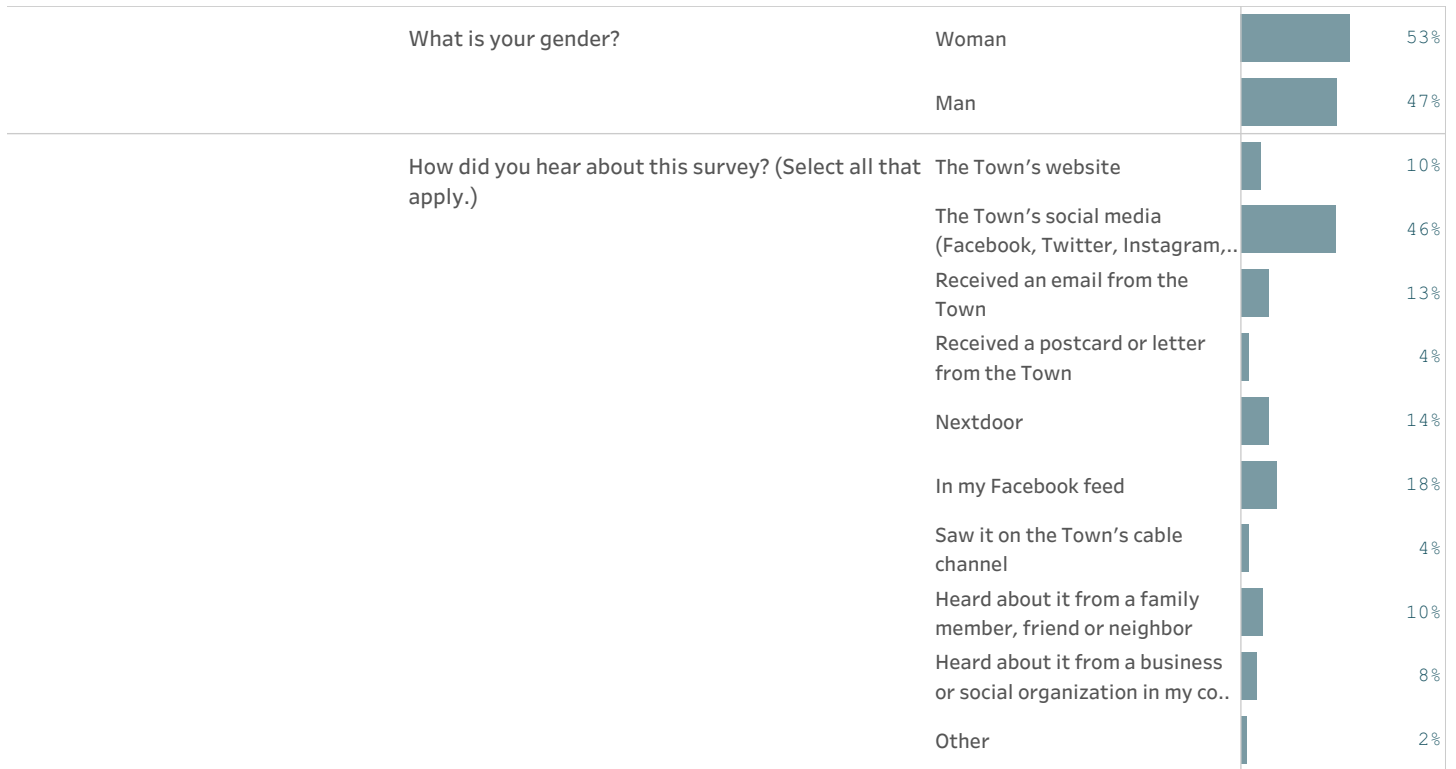 What is your gender?
Woman
53%
Man
47%
How did you hear about this survey? (Select all that
apply.)
The Town's website
10%
The Town's social media
(Facebook, Twitter, Instagram,..
46%
Received an email from the
Town
13%
Received a postcard or letter
from the Town
4%
Nextdoor
14%
In my Facebook feed
18%
Saw it on the Town's cable
channel
4%
Heard about it from a family
member, friend or neighbor
10%
Heard about it from a business
or social organization in my co..
8%
Other
2%